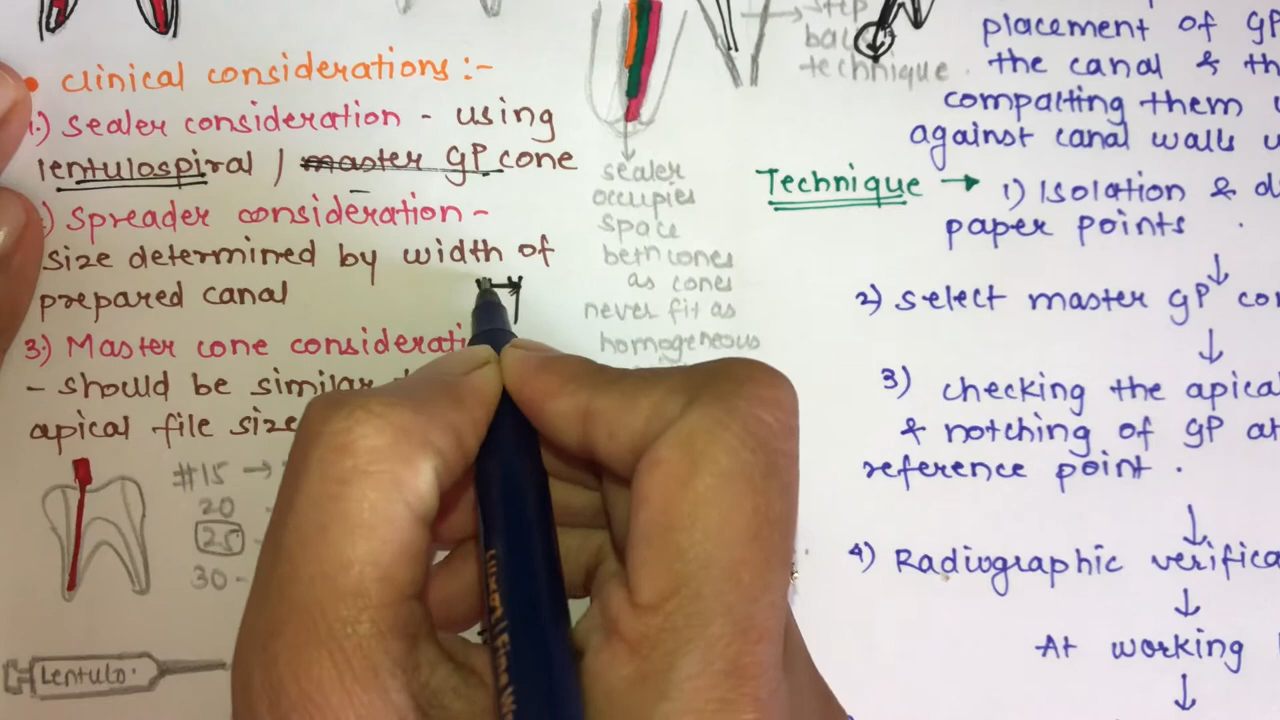 • Clinical considerations :-
1.) Sealer consideration - using
lentulospiral / master GP cone
) Spreader consideration -
size determined by width of
prepared canal
3.) Master cone considerati
- should be similar
apical file size
#15 →
20
25
30 -
Lentulo.
step
back
technique.
sealer
occupies
space
betn cones
as cones
never fit as
homogeneous
placement of GP
the canal & th
compalting them
against canal walls
Technique → 1) Isolation & d
paper points
2) select master GP co
3) checking the apical
& notching of GP at
reference point.
4) Radiographic verifica
At working